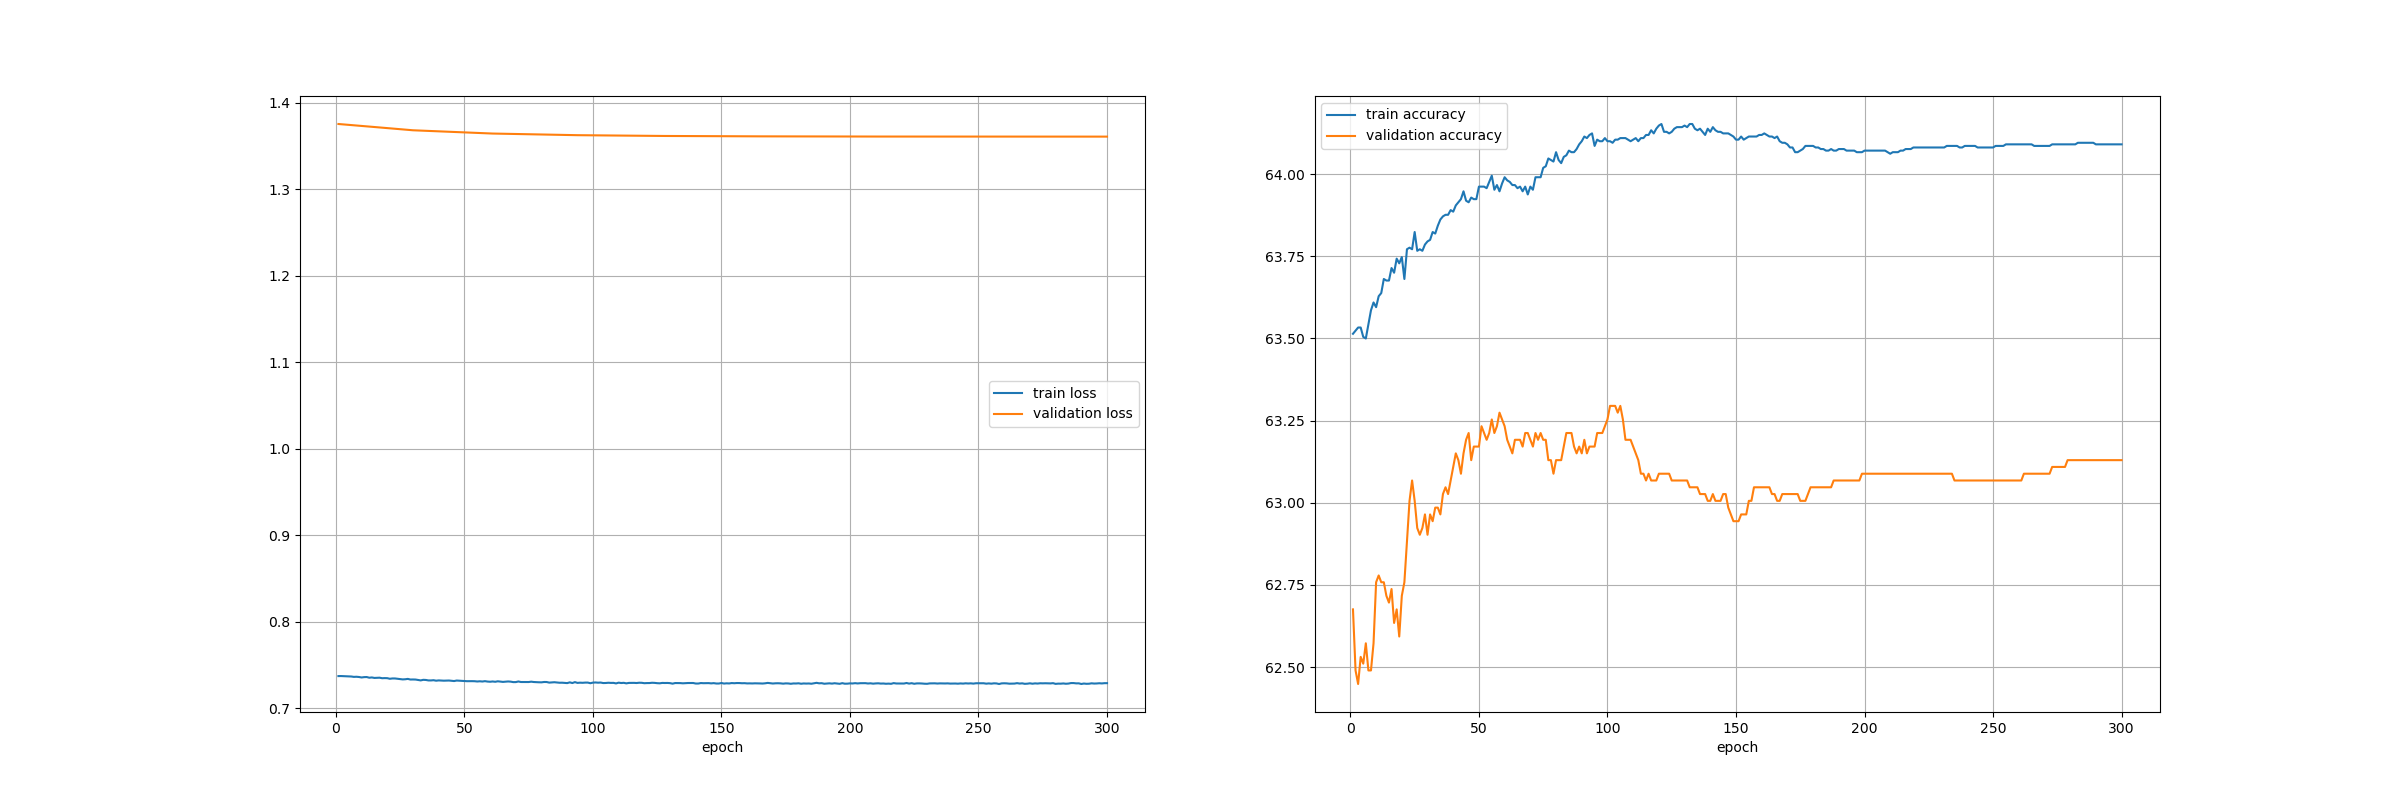 1.4
1.3
1.2
1.1
1.0
0.9
0.8
0.7
0 50 100 150 200 250 300
epoch
train loss
validation loss
64.00
63.75
63.50
63.25
63.00
62.75
62.50
0 50 100 150 200 250 300
epoch
train accuracy
validation accuracy